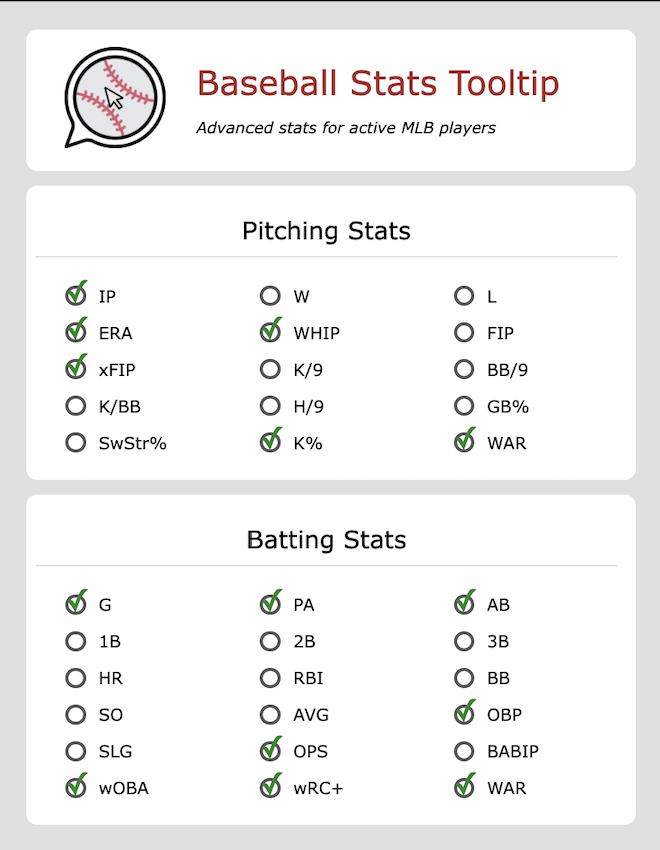 Baseball Stats Tooltip
Advanced stats for active MLB players
Pitching Stats
IP W L
ERA WHIP FIP
xFIP K/9 BB/9
K/BB H/9 GB%
SwStr% K% WAR
Batting Stats
G PA AB
1B 2B 3B
HR RBI BB
SO AVG OBP
SLG OPS BABIP
wOBA wRC+ WAR